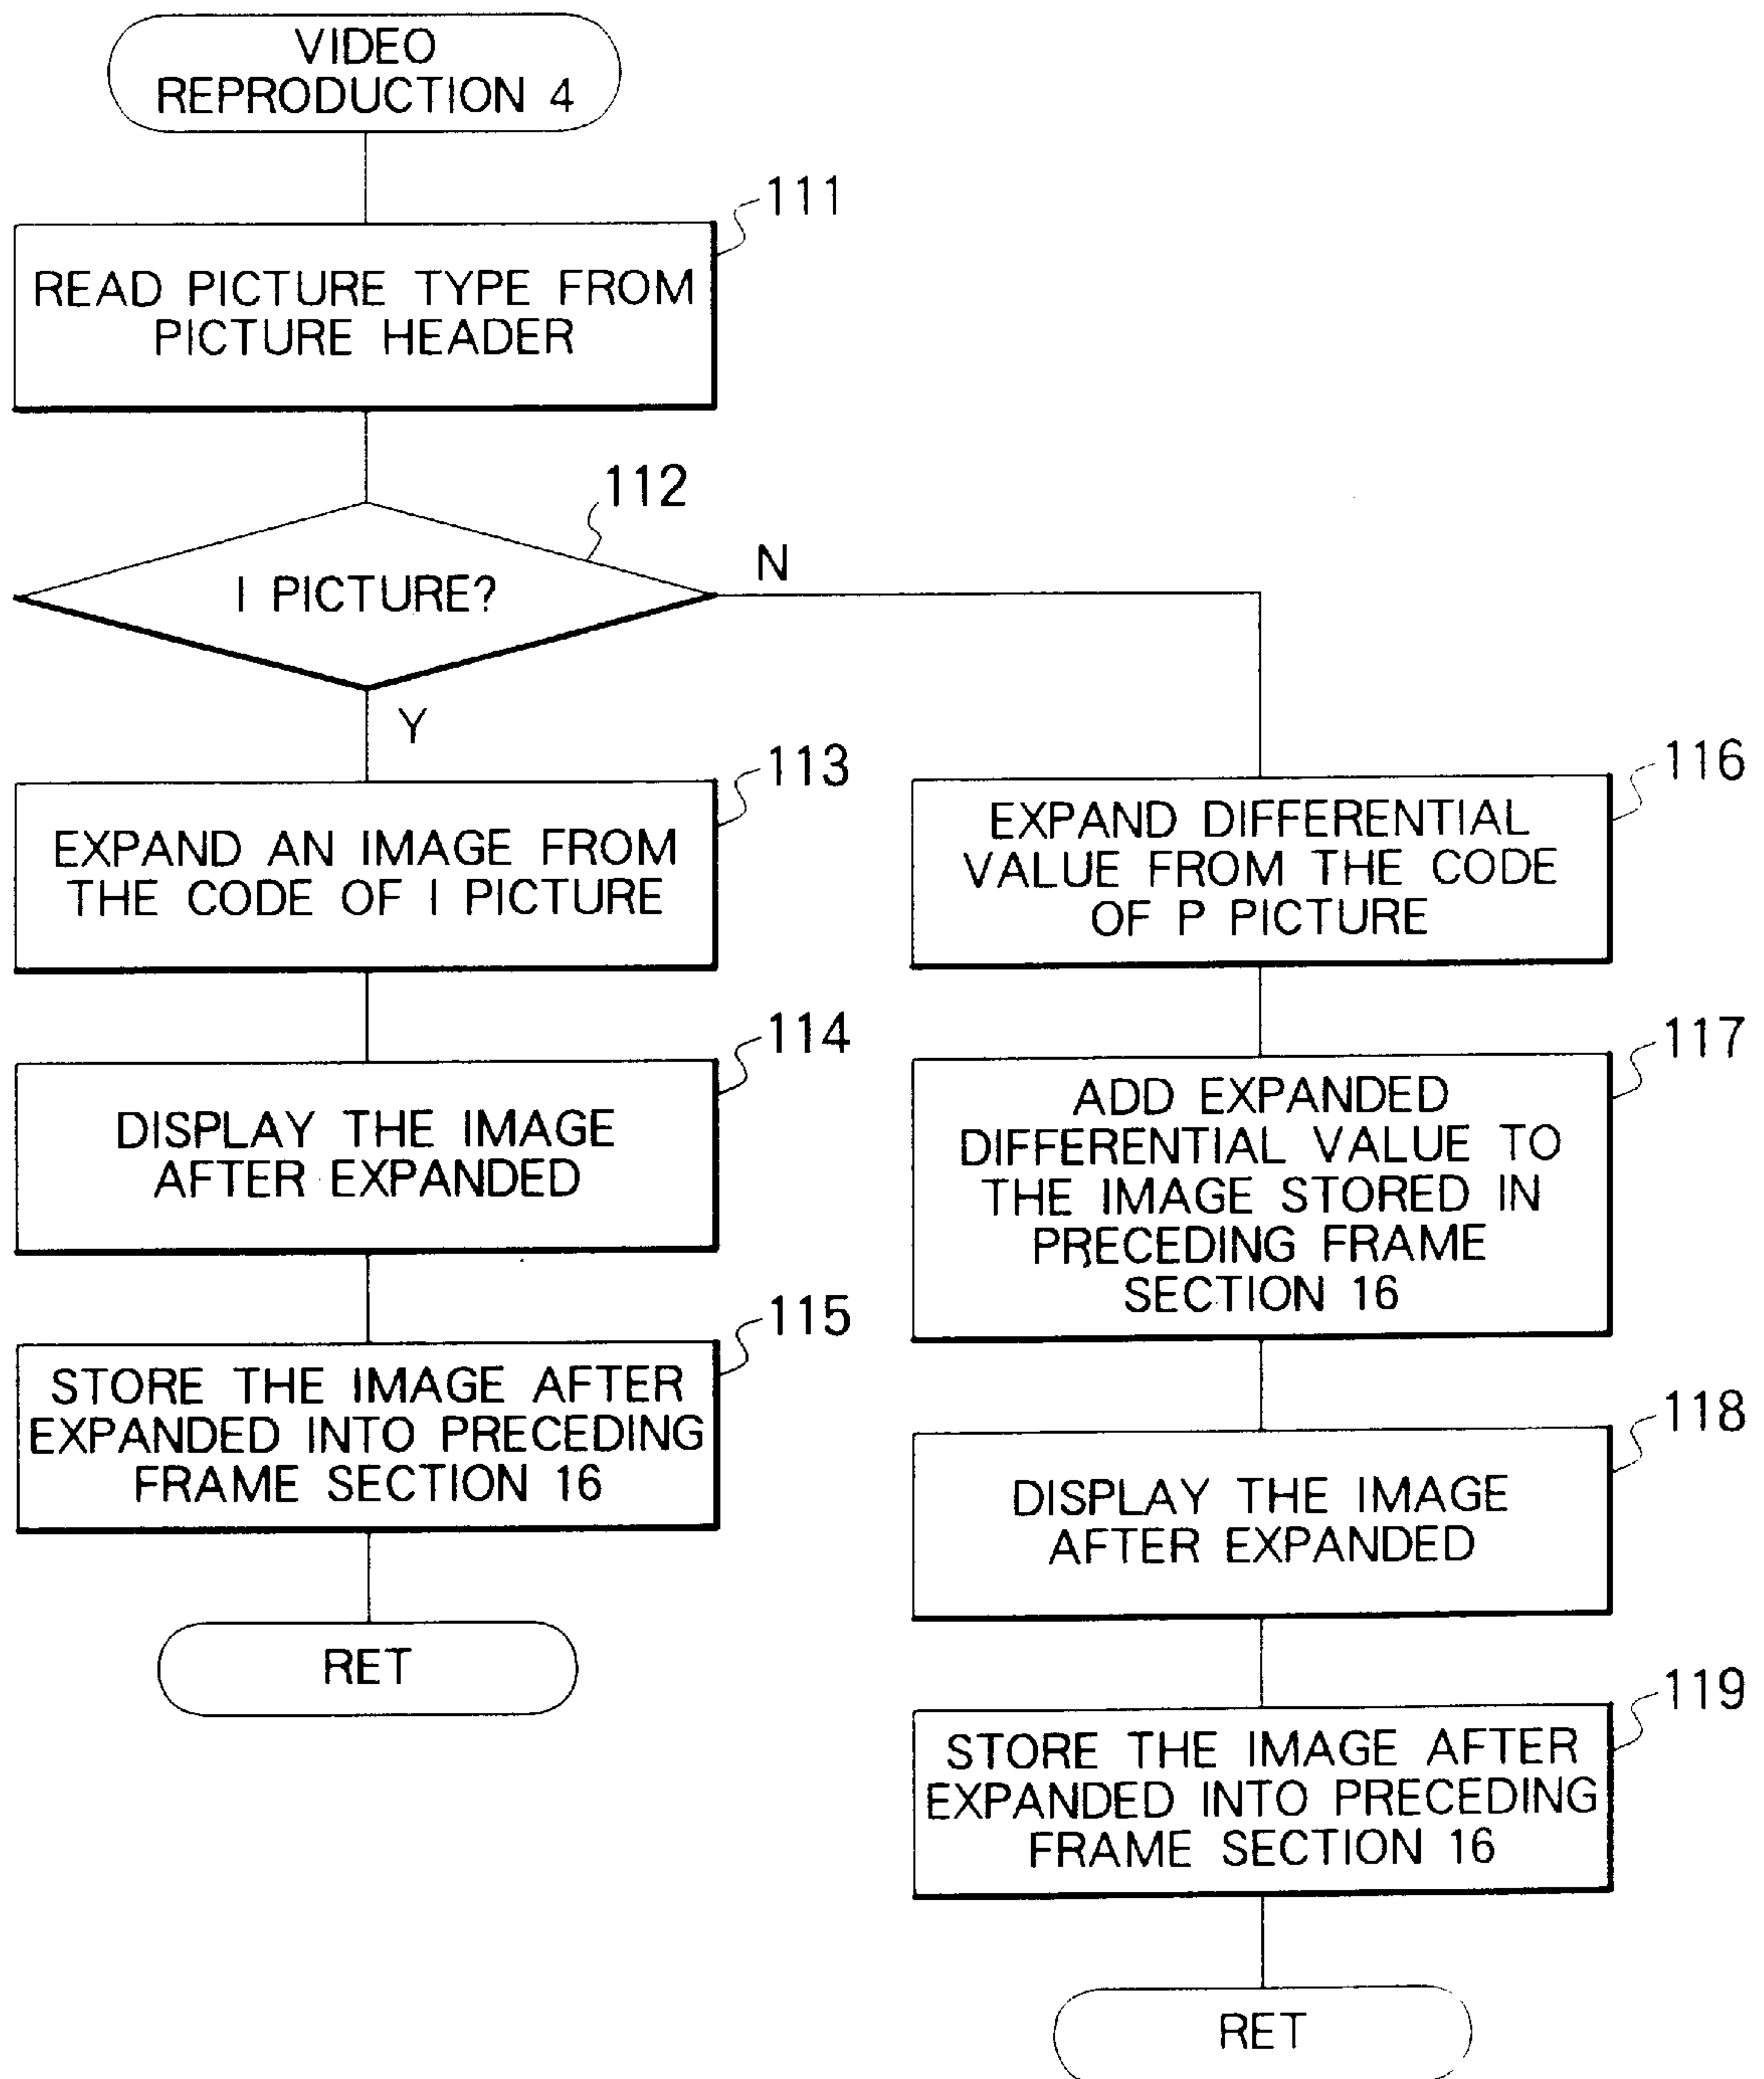 VIDEO
REPRODUCTION 4
111
READ PICTURE TYPE FROM
PICTURE HEADER
112
I PICTURE?
N
Y
113
EXPAND AN IMAGE FROM
THE CODE OF I PICTURE
114
DISPLAY THE IMAGE
AFTER EXPANDED
115
STORE THE IMAGE AFTER
EXPANDED INTO PRECEDING
FRAME SECTION 16
RET
116
EXPAND DIFFERENTIAL
VALUE FROM THE CODE
OF P PICTURE
117
ADD EXPANDED
DIFFERENTIAL VALUE TO
THE IMAGE STORED IN
PRECEDING FRAME
SECTION 16
118
DISPLAY THE IMAGE
AFTER EXPANDED
119
STORE THE IMAGE AFTER
EXPANDED INTO PRECEDING
FRAME SECTION 16
RET